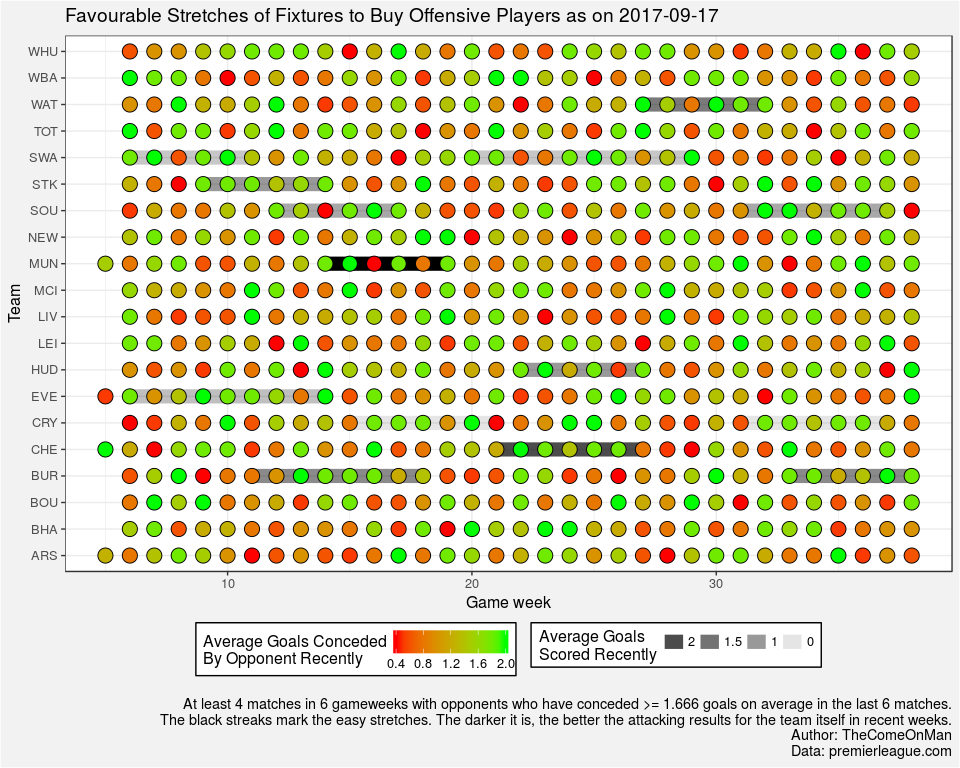 Favourable Stretches of Fixtures to Buy Offensive Players as on 2017-09-17
Team
WHU
WBA
WAT
TOT
SWA
STK
SOU
NEW
MUN
MCI
LIV
LEI
HUD
EVE
CRY
CHE
BUR
BOU
BHA
ARS
10 20 30
Game week
Average Goals Conceded
By Opponent Recently
0.4 0.8 1.2 1.6 2.0
Average Goals
Scored Recently
2 1.5 1 0
At least 4 matches in 6 gameweeks with opponents who have conceded >= 1.666 goals on average in the last 6 matches.
The black streaks mark the easy stretches. The darker it is, the better the attacking results for the team itself in recent weeks.
Author: TheComeOnMan
Data: premierleague.com